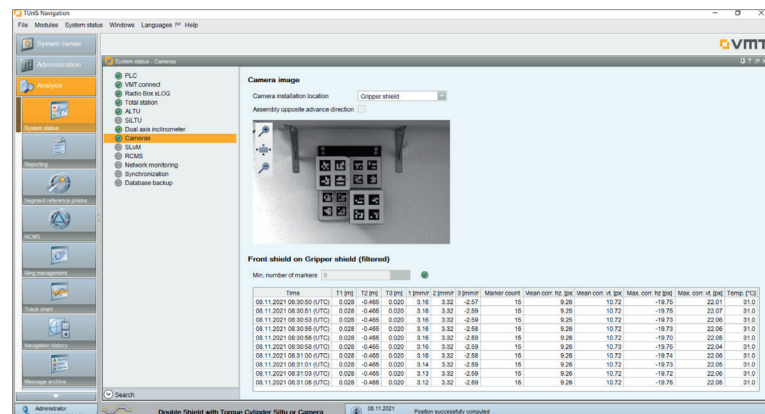 TUnIS Navigation
File Modules System status Windows Languages Help
System center
VMT
Administration
System status - Cameras
Analysis
System status
Reporting
Segment reference prisms
RCMS
Ring management
Track chart
Navigation history
Message archive
PLC
VMT connect
Radio Box xLOG
Total station
ALTU
SILTU
Dual axis inclinometer
Cameras
SLuM
RCMS
Network monitoring
Synchronization
Database backup
Search
Camera image
Camera installation location Gripper shield
Assembly opposite advance direction
Front shield on Gripper shield (filtered)
Min. number of markers 9
Time T1 [m] T2 [m] T3 [m] 1 [mm/r 2 [mm/r 3 [mm/r Marker count Mean corr. hz. [px Mean corr. vt. [px Max. corr. hz. [px] Max. corr. vt. [px] Temp. [°C]
08.11.2021 08:30:50 (UTC) 0.028 -0.465 0.020 3.16 3.32 -2.57 15 9.26 10.72 -19.75 22.01 31.0
08.11.2021 08:30:51 (UTC) 0.028 -0.465 0.020 3.16 3.32 -2.59 15 9.25 10.72 -19.75 22.07 31.0
08.11.2021 08:30:53 (UTC) 0.028 -0.465 0.020 3.16 3.32 -2.59 15 9.25 10.72 -19.73 22.06 31.0
08.11.2021 08:30:55 (UTC) 0.028 -0.465 0.020 3.16 3.32 -2.58 15 9.26 10.72 -19.73 22.06 31.0
08.11.2021 08:30:56 (UTC) 0.028 -0.465 0.020 3.16 3.32 -2.59 15 9.26 10.72 -19.76 22.06 31.0
08.11.2021 08:30:58 (UTC) 0.028 -0.465 0.020 3.16 3.32 -2.59 15 9.26 10.73 -19.75 22.04 31.0
08.11.2021 08:31:00 (UTC) 0.028 -0.465 0.020 3.16 3.32 -2.58 15 9.26 10.72 -19.74 22.05 31.0
08.11.2021 08:31:01 (UTC) 0.028 -0.465 0.020 3.14 3.33 -2.59 15 9.26 10.72 -19.73 22.05 31.0
08.11.2021 08:31:03 (UTC) 0.028 -0.465 0.020 3.13 3.32 -2.59 15 9.26 10.72 -19.72 22.06 31.0
08.11.2021 08:31:05 (UTC) 0.028 -0.465 0.020 3.12 3.32 -2.59 15 9.26 10.72 -19.76 22.05 31.0
Administrator Double Shield with Torque Cylinder Siltu or Camera 08.11.2021 Position successfully computed